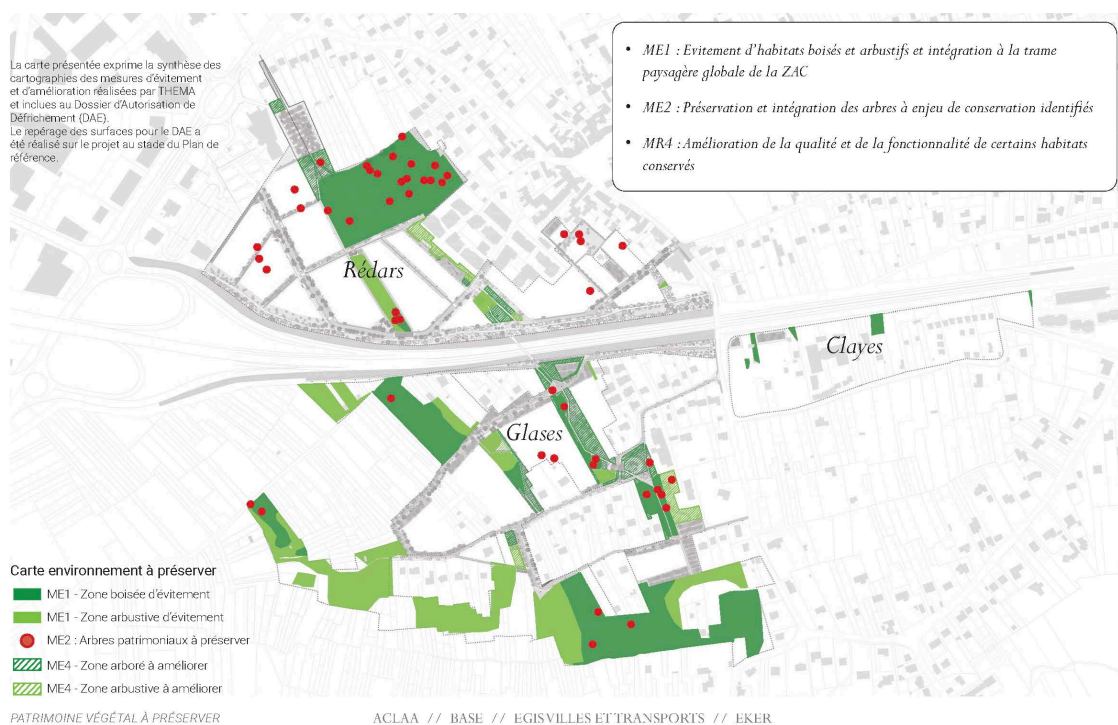 La carte présentée exprime la synthèse des
cartographies des mesures d'évitement
et d'amélioration réalisées par THEMA
et inclues au Dossier d'Autorisation de
Défrichement (DAE).
Le repérage des surfaces pour le DAE a
été réalisé sur le projet au stade du Plan de
référence.
• ME1 : Evitement d'habitats boisés et arbustifs et intégration à la trame
paysagère globale de la ZAC
• ME2 : Préservation et intégration des arbres à enjeu de conservation identifiés
• MR4 : Amélioration de la qualité et de la fonctionnalité de certains habitats
conservés
Rédars
Clayes
Glases
Carte environnement à préserver
ME1 - Zone boisée d'évitement
ME1 - Zone arbustive d'évitement
ME2 : Arbres patrimoniaux à préserver
ME4 - Zone arboré à améliorer
ME4 - Zone arbustive à améliorer
PATRIMOINE VÉGÉTAL À PRÉSERVER
ACLAA // BASE // EGIS VILLES ET TRANSPORTS // EKER